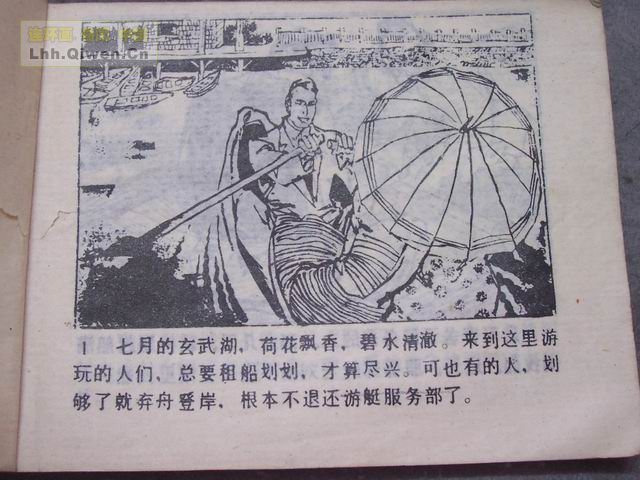 连环画
Lhh.Qiwen.Cn
七月的玄武湖，荷花飘香，碧水清澈。来到这里游
玩的人们，总要租船划划，才算尽兴。可也有的人，划
够了就弃舟登岸，根本不退还游艇服务部了。